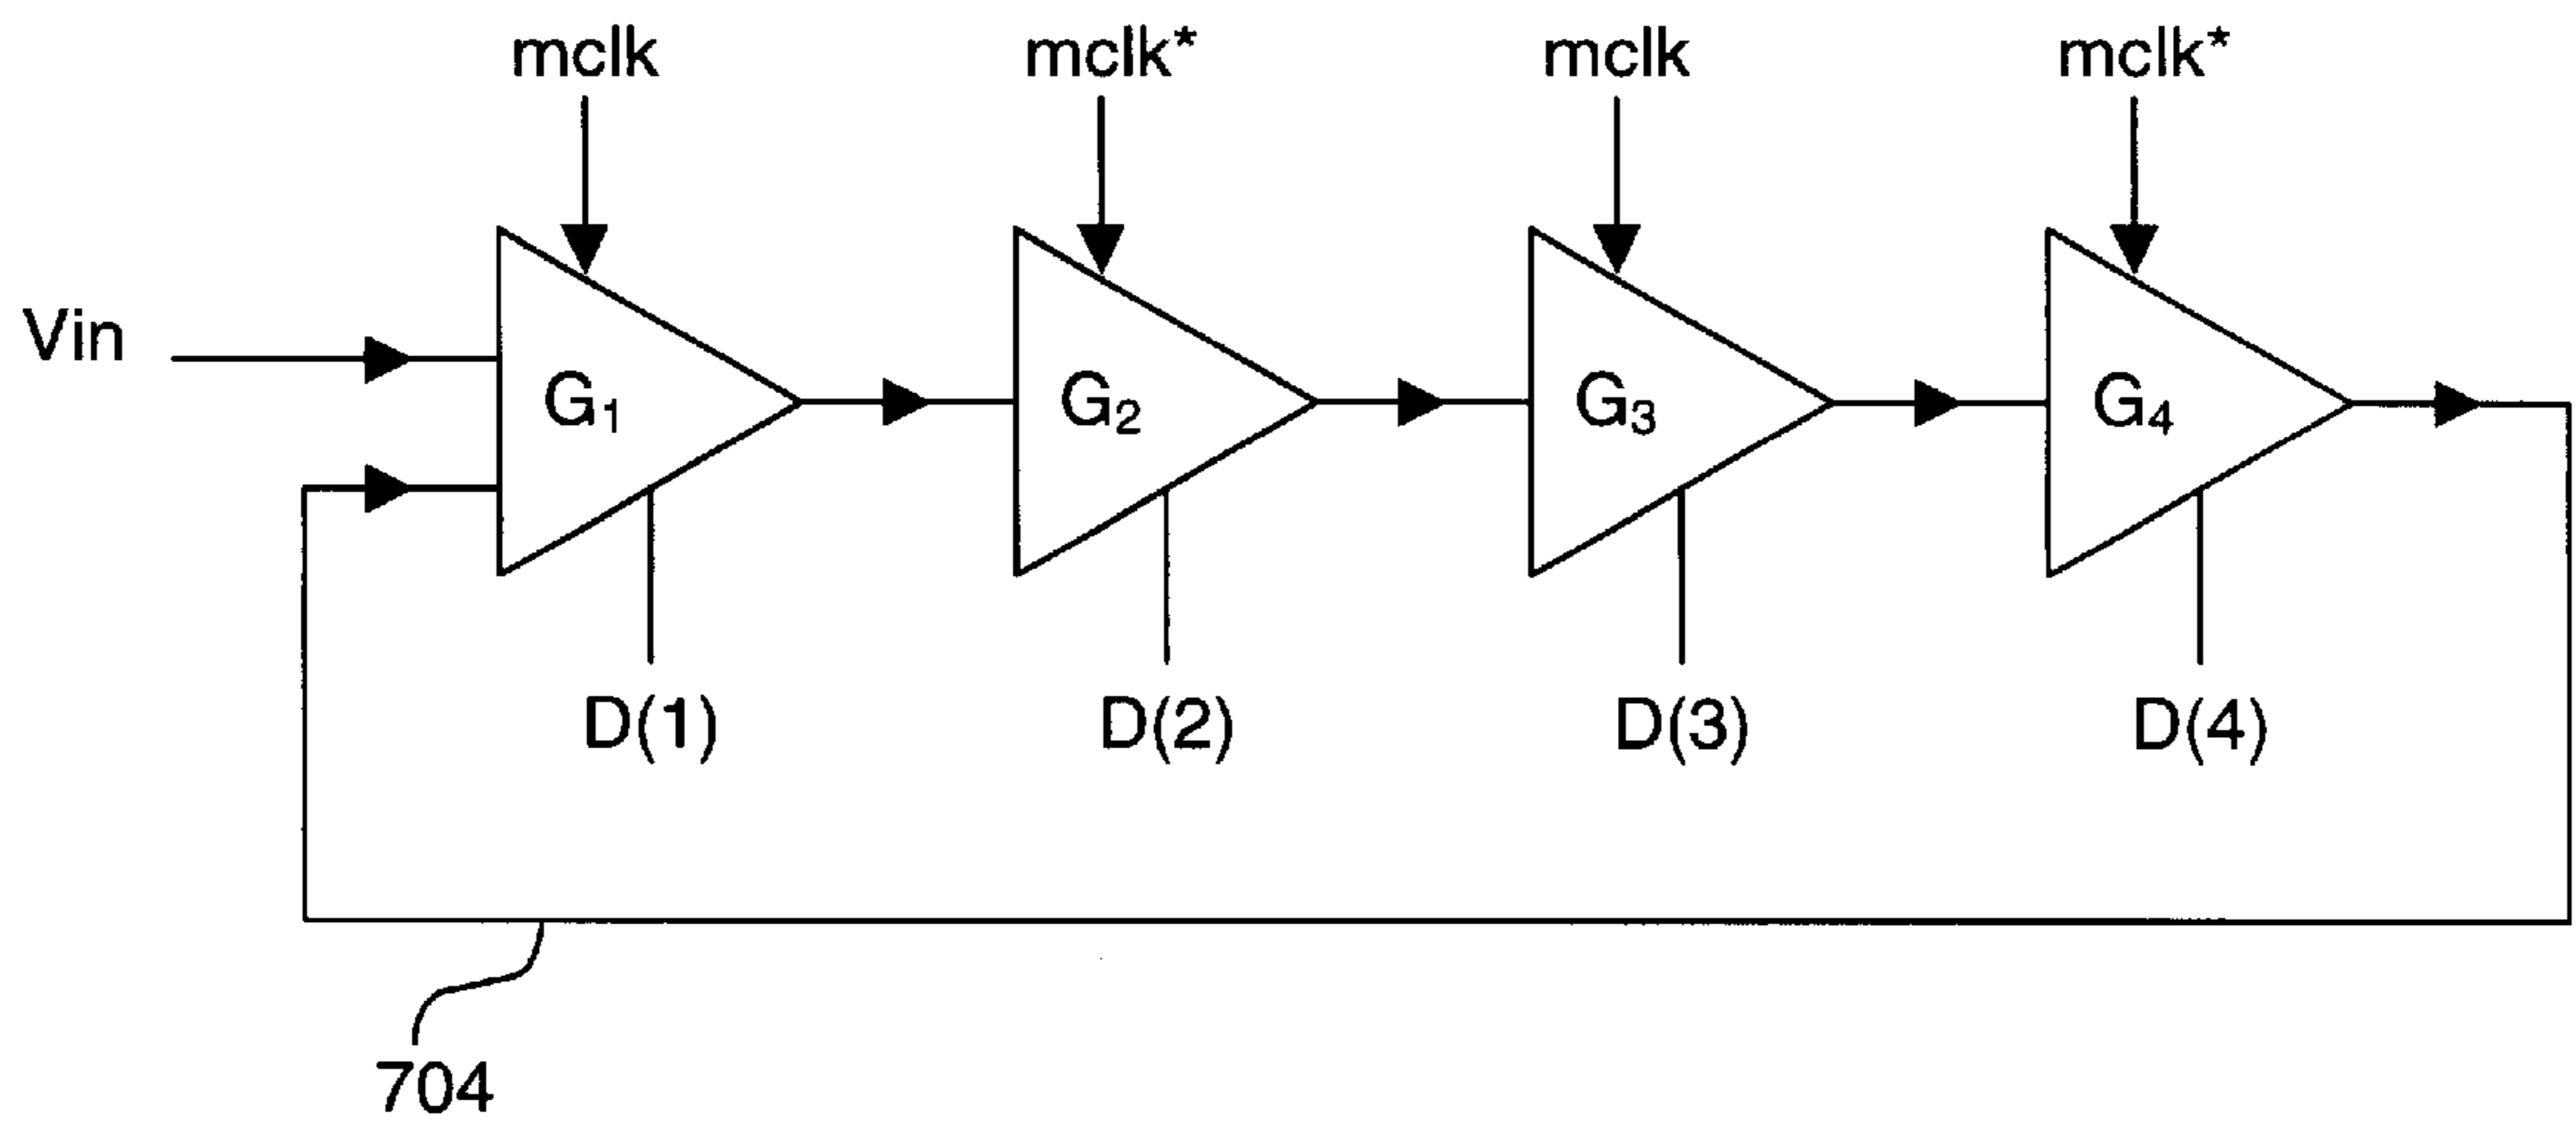 mclk mclk* mclk mclk*
Vin
G1 G2 G3 G4
D(1) D(2) D(3) D(4)
704